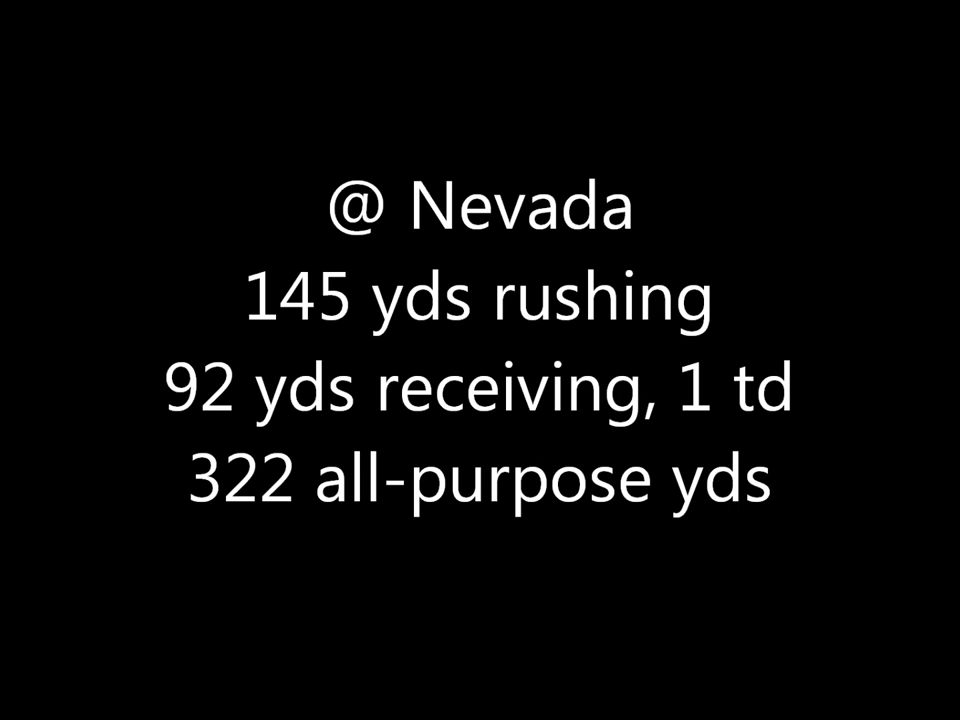 @ Nevada
145 yds rushing
92 yds receiving, 1 td
322 all-purpose yds